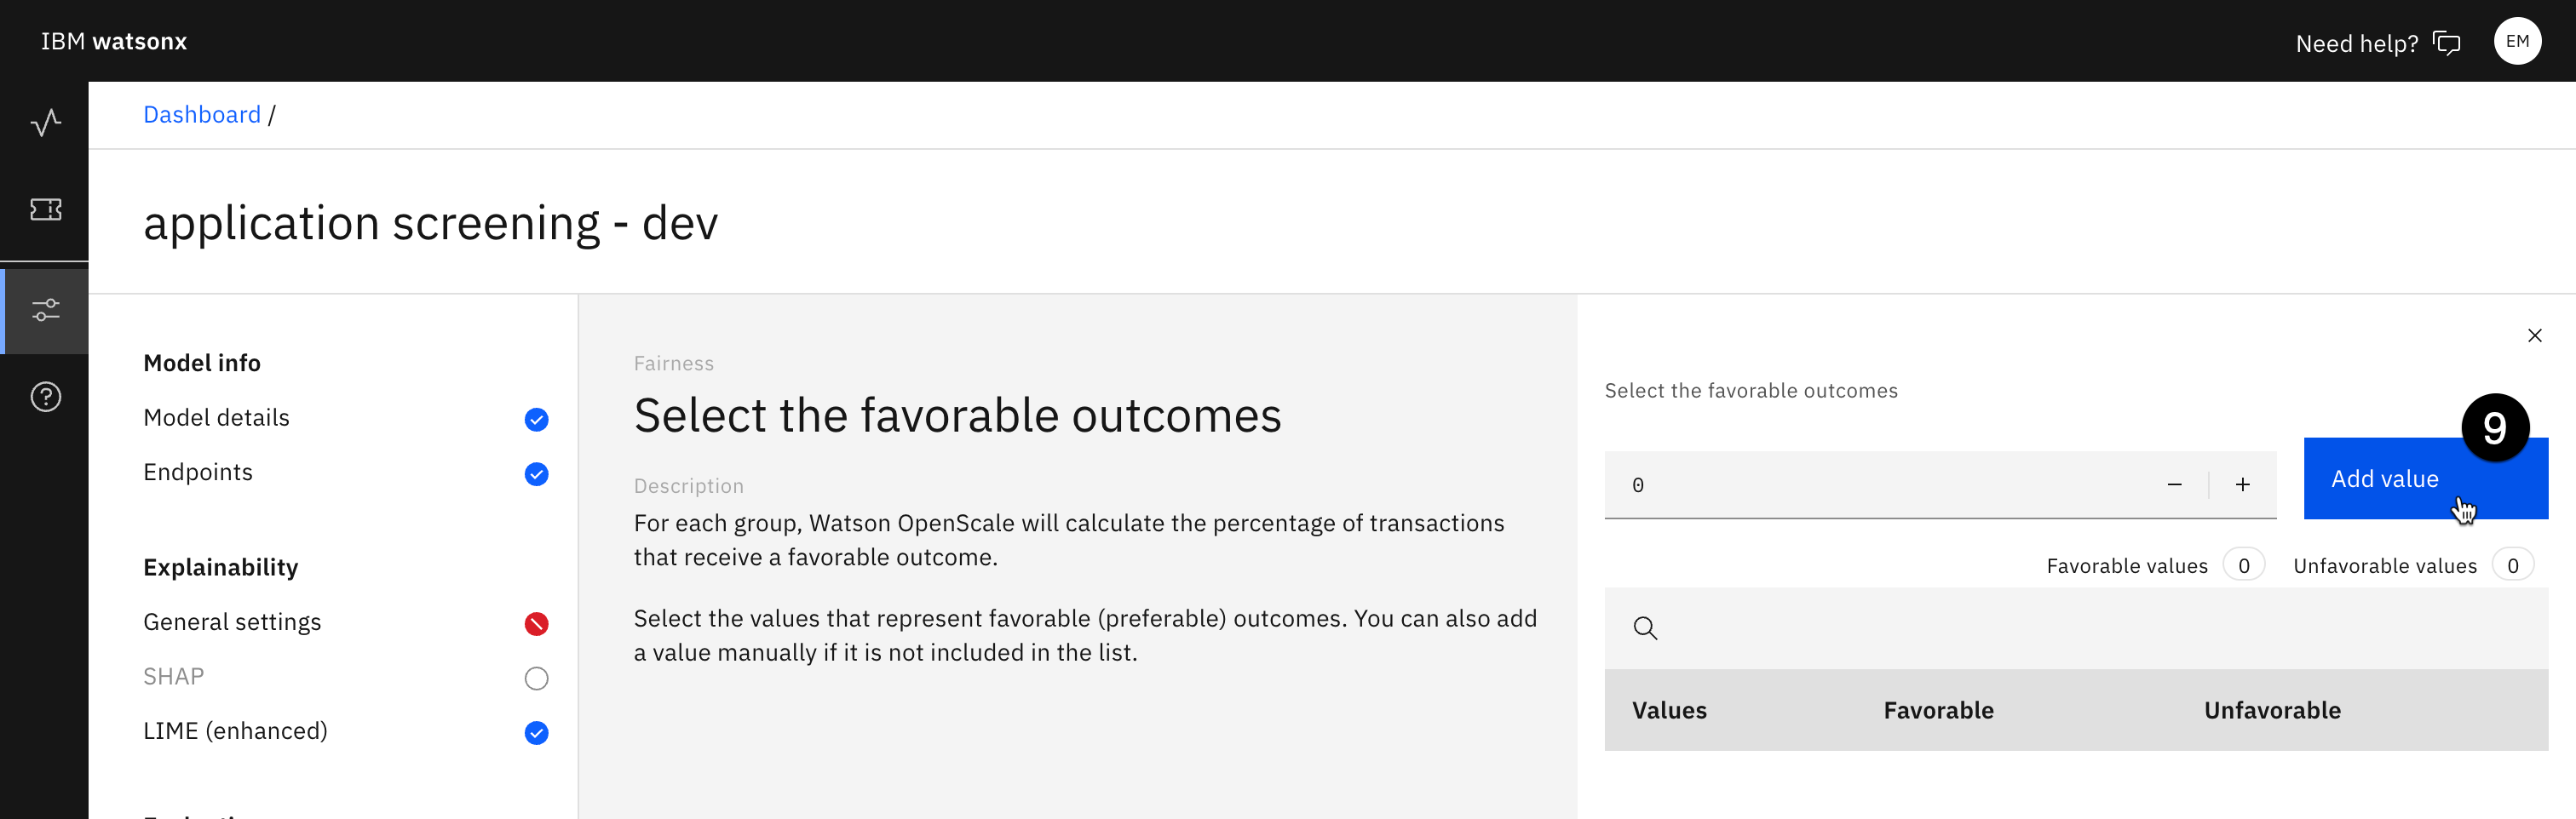 IBM watsonx
Need help?
EM
Dashboard /
application screening - dev
Model info
Model details
Endpoints
Explainability
General settings
SHAP
LIME (enhanced)
Fairness
Select the favorable outcomes
Description
For each group, Watson OpenScale will calculate the percentage of transactions
that receive a favorable outcome.
Select the values that represent favorable (preferable) outcomes. You can also add
a value manually if it is not included in the list.
Select the favorable outcomes
9
0
Add value
Favorable values 0 Unfavorable values 0
Values Favorable Unfavorable